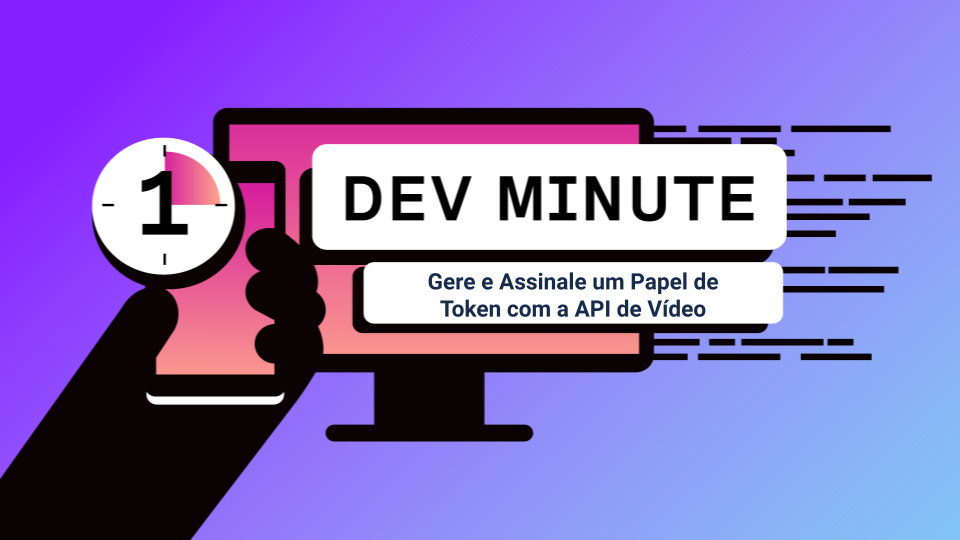 1
DEV MINUTE
Gere e Assinale um Papel de
Token com a API de Vídeo